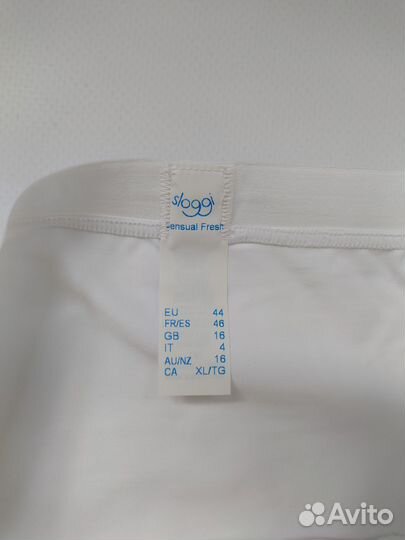 sloggi
Sensual Fresh
EU 44
FR/ES 46
GB 16
IT 4
AU/NZ 16
CA XL/TG
Avito